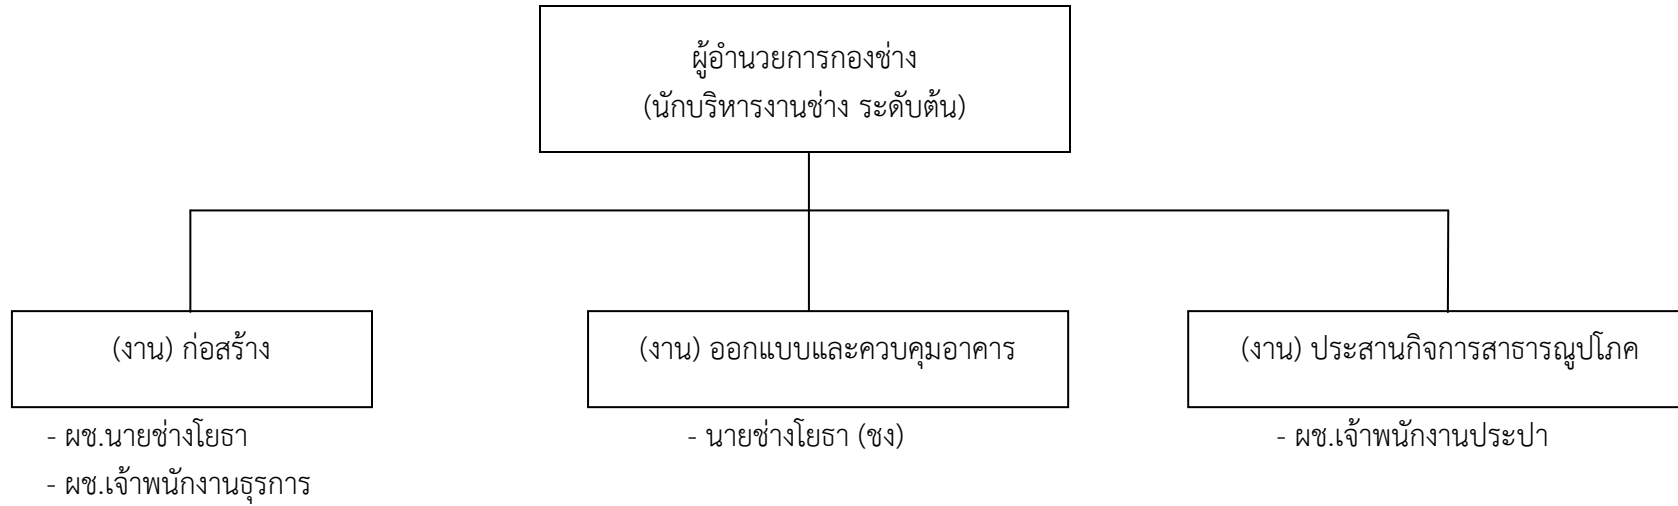 ผู้อำนวยการกองช่าง
(นักบริหารงานช่าง ระดับต้น)
(งาน) ก่อสร้าง
- ผช.นายช่างโยธา
- ผช.เจ้าพนักงานธุรการ
(งาน) ออกแบบและควบคุมอาคาร
- นายช่างโยธา (ชง)
(งาน) ประสานกิจการสาธารณูปโภค
- ผช.เจ้าพนักงานประปา